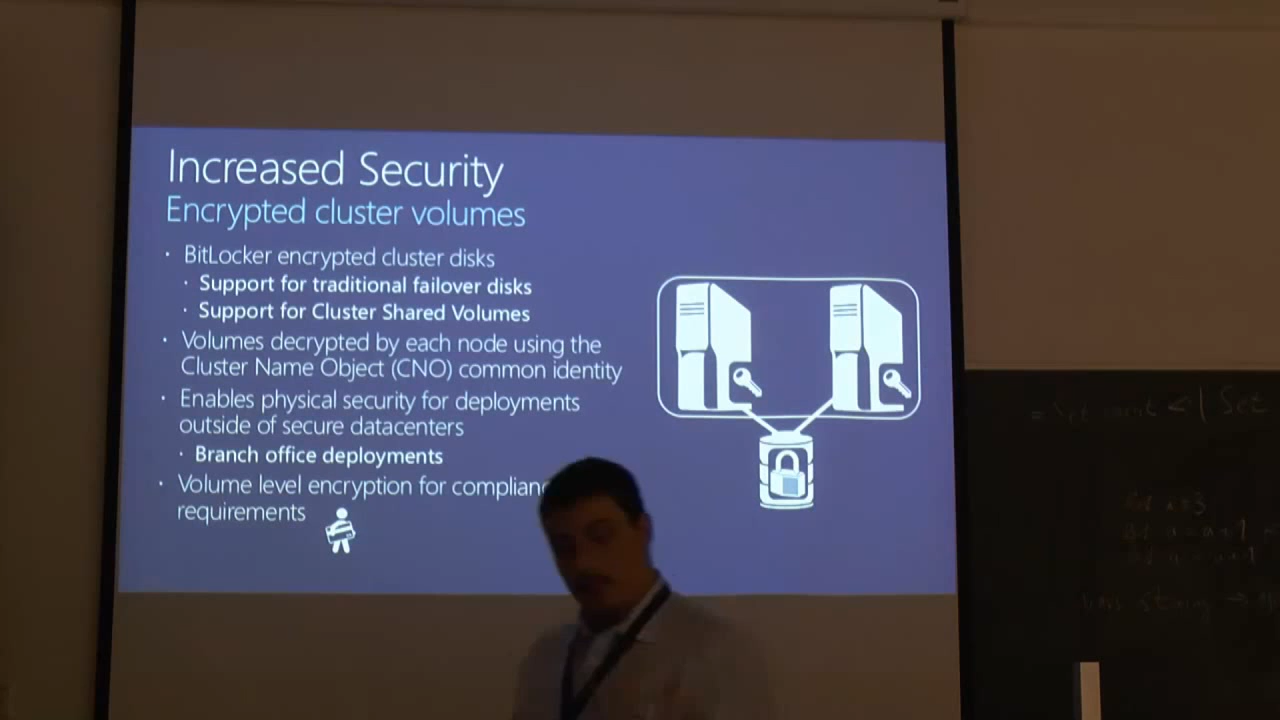 Increased Security
Encrypted cluster volumes
· BitLocker encrypted cluster disks
· Support for traditional failover disks
· Support for Cluster Shared Volumes
· Volumes decrypted by each node using the
Cluster Name Object (CNO) common identity
· Enables physical security for deployments
outside of secure datacenters
· Branch office deployments
· Volume level encryption for
requirements